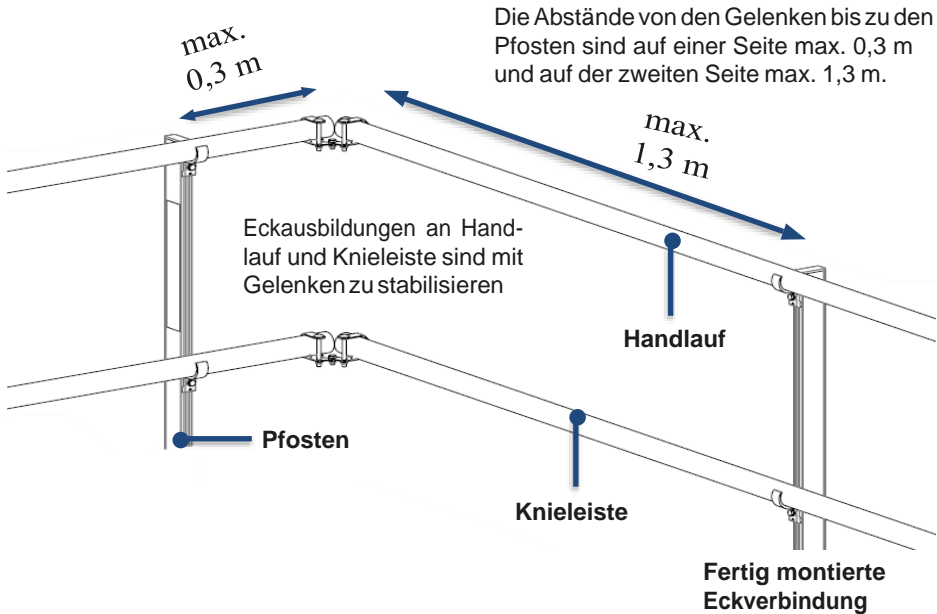 Die Abstände von den Gelenken bis zu den
Pfosten sind auf einer Seite max. 0,3 m
und auf der zweiten Seite max. 1,3 m.
max.
0,3 m
max.
1,3 m
Eckausbildungen an Hand-
lauf und Knieleiste sind mit
Gelenken zu stabilisieren
Handlauf
Pfosten
Knieleiste
Fertig montierte
Eckverbindung